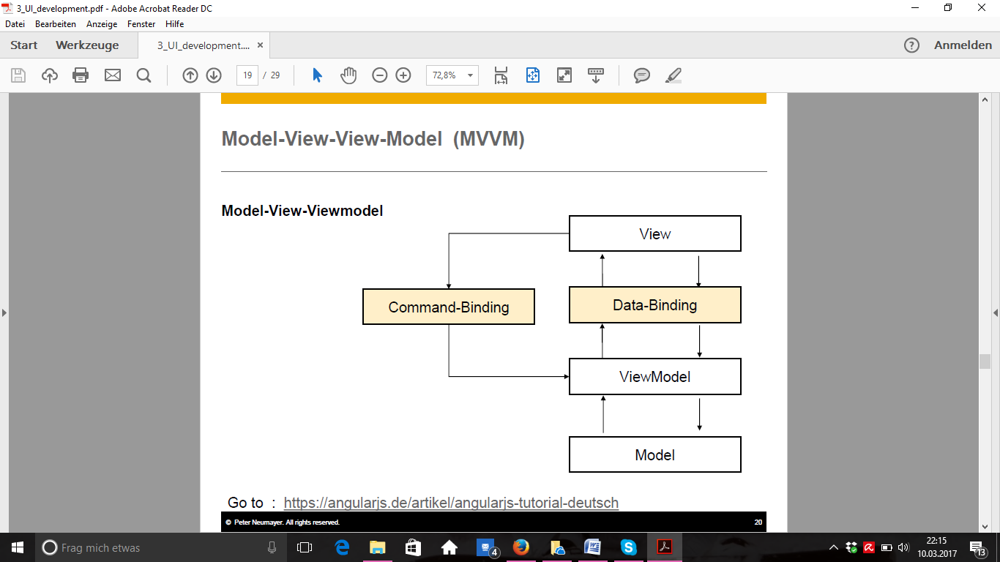 3_UI_development.pdf - Adobe Acrobat Reader DC
Datei Bearbeiten Anzeige Fenster Hilfe
Start Werkzeuge 3_UI_development.... × ? Anmelden
19 / 29 72,8%
Model-View-View-Model (MVVM)
Model-View-Viewmodel
View
Command-Binding
Data-Binding
ViewModel
Model
Go to : https://angularjs.de/artikel/angularjs-tutorial-deutsch
© Peter Neumayer. All rights reserved. 20
Frag mich etwas
4
22:15
10.03.2017
13